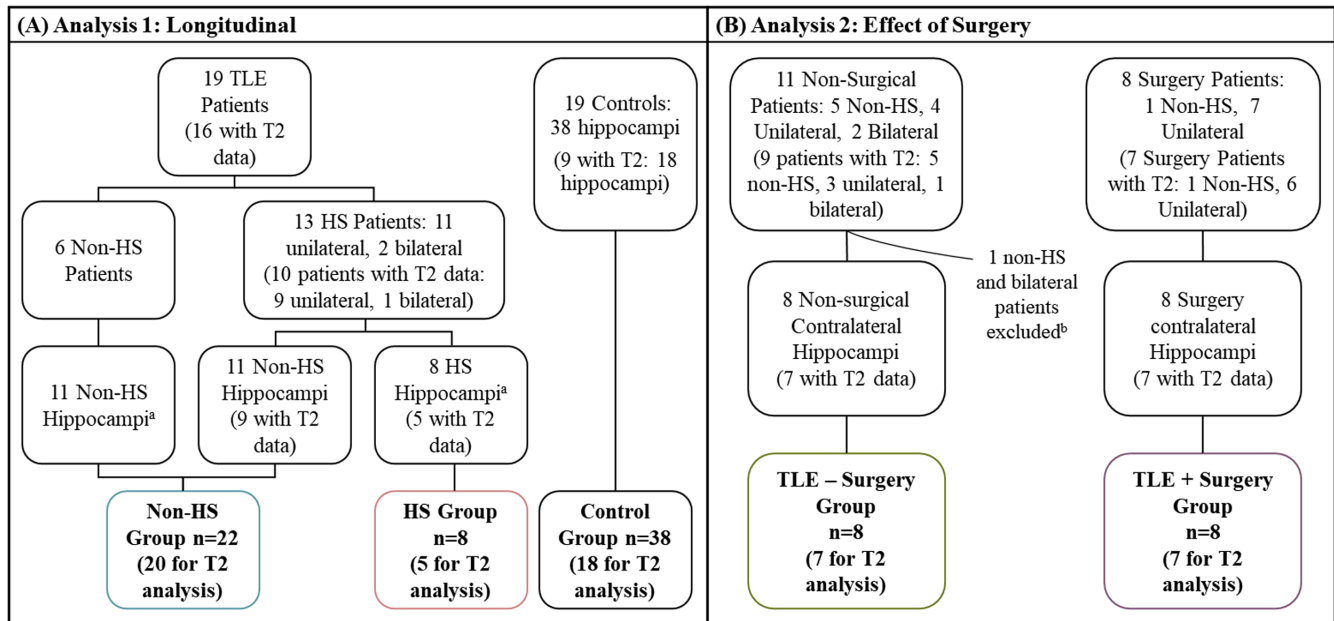 (A) Analysis 1: Longitudinal
19 TLE
Patients
(16 with T2
data)
19 Controls:
38 hippocampi
(9 with T2: 18
hippocampi)
6 Non-HS
Patients
13 HS Patients: 11
unilateral, 2 bilateral
(10 patients with T2 data:
9 unilateral, 1 bilateral)
11 Non-HS
Hippocampiᵃ
11 Non-HS
Hippocampi
(9 with T2
data)
8 HS
Hippocampiᵃ
(5 with T2
data)
Non-HS
Group n=22
(20 for T2
analysis)
HS Group
n=8
(5 for T2
analysis)
Control
Group n=38
(18 for T2
analysis)
(B) Analysis 2: Effect of Surgery
11 Non-Surgical
Patients: 5 Non-HS, 4
Unilateral, 2 Bilateral
(9 patients with T2: 5
non-HS, 3 unilateral, 1
bilateral)
8 Surgery Patients:
1 Non-HS, 7
Unilateral
(7 Surgery Patients
with T2: 1 Non-HS, 6
Unilateral)
1 non-HS
and bilateral
patients
excludedᵇ
8 Non-surgical
Contralateral
Hippocampi
(7 with T2 data)
8 Surgery
contralateral
Hippocampi
(7 with T2 data)
TLE – Surgery
Group
n=8
(7 for T2
analysis)
TLE + Surgery
Group
n=8
(7 for T2
analysis)